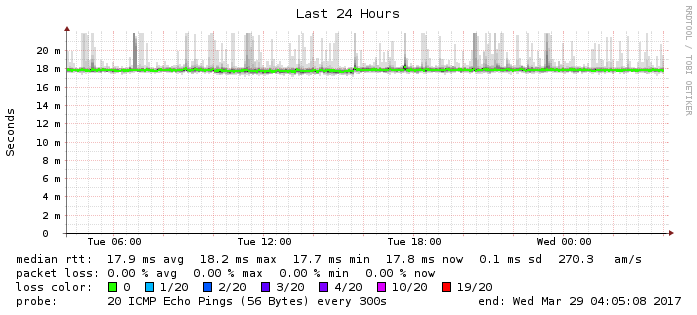 Last 24 Hours
RRDTOOL / TOBI OETIKER
Seconds
20 m
18 m
16 m
14 m
12 m
10 m
8 m
6 m
4 m
2 m
0
Tue 06:00 Tue 12:00 Tue 18:00 Wed 00:00
median rtt: 17.9 ms avg 18.2 ms max 17.7 ms min 17.8 ms now 0.1 ms sd 270.3 am/s
packet loss: 0.00 % avg 0.00 % max 0.00 % min 0.00 % now
loss color: 0 1/20 2/20 3/20 4/20 10/20 19/20
probe: 20 ICMP Echo Pings (56 Bytes) every 300s end: Wed Mar 29 04:05:08 2017